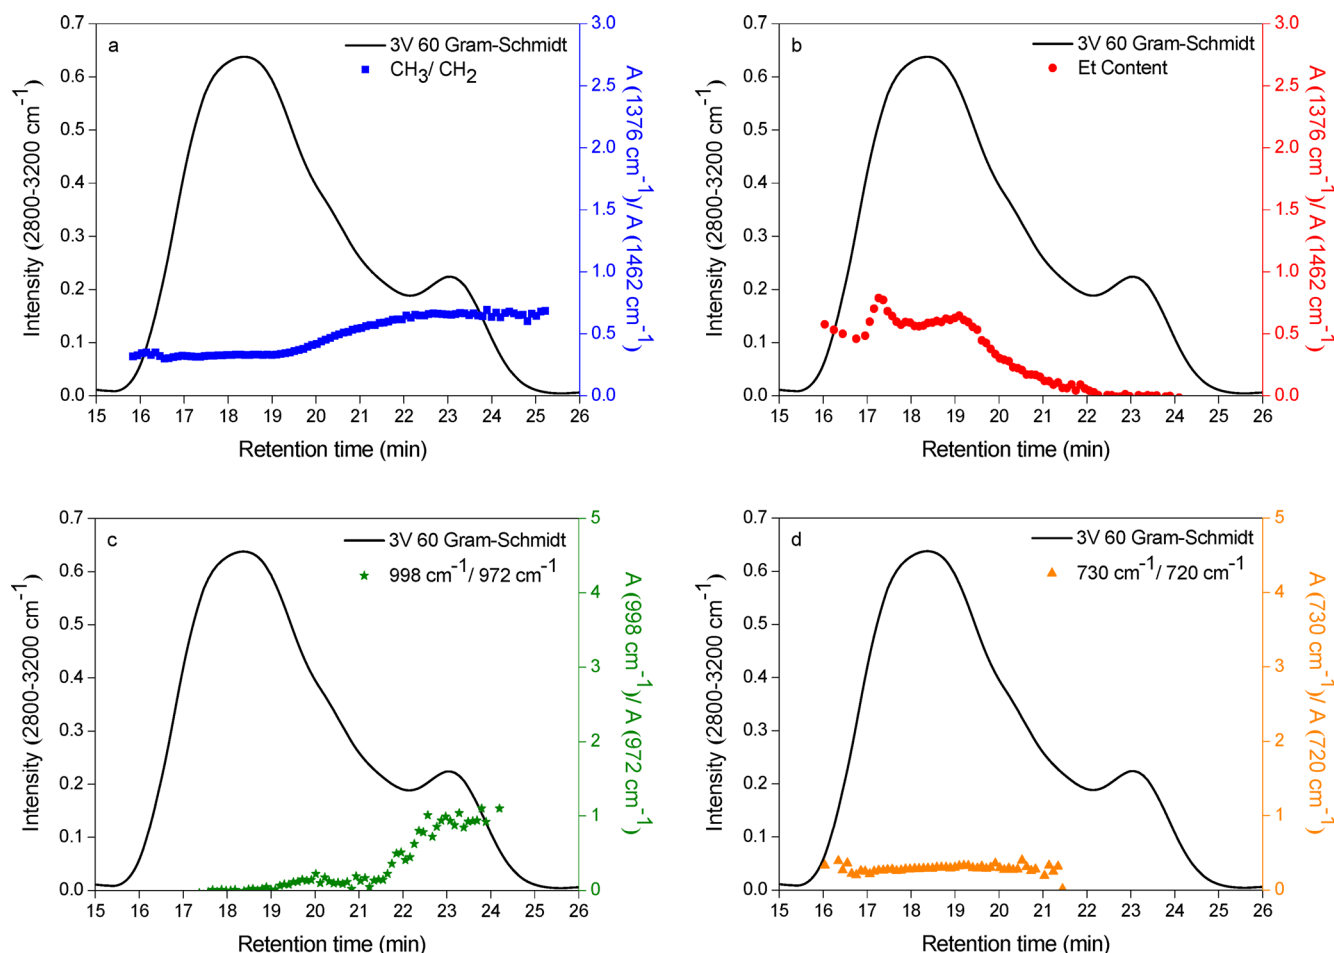 a
3V 60 Gram-Schmidt
CH3/ CH2
0.7
0.6
0.5
0.4
0.3
0.2
0.1
0.0
Intensity (2800-3200 cm-1)
3.0
2.5
2.0
1.5
1.0
0.5
0.0
A (1376 cm-1)/ A (1462 cm-1)
15 16 17 18 19 20 21 22 23 24 25 26
Retention time (min)
b
3V 60 Gram-Schmidt
Et Content
0.7
0.6
0.5
0.4
0.3
0.2
0.1
0.0
Intensity (2800-3200 cm-1)
3.0
2.5
2.0
1.5
1.0
0.5
0.0
A (1376 cm-1)/ A (1462 cm-1)
15 16 17 18 19 20 21 22 23 24 25 26
Retention time (min)
c
3V 60 Gram-Schmidt
998 cm-1/ 972 cm-1
0.7
0.6
0.5
0.4
0.3
0.2
0.1
0.0
Intensity (2800-3200 cm-1)
5
4
3
2
1
0
A (998 cm-1)/ A (972 cm-1)
15 16 17 18 19 20 21 22 23 24 25 26
Retention time (min)
d
3V 60 Gram-Schmidt
730 cm-1/ 720 cm-1
0.7
0.6
0.5
0.4
0.3
0.2
0.1
0.0
Intensity (2800-3200 cm-1)
5
4
3
2
1
0
A (730 cm-1)/ A (720 cm-1)
15 16 17 18 19 20 21 22 23 24 25 26
Retention time (min)